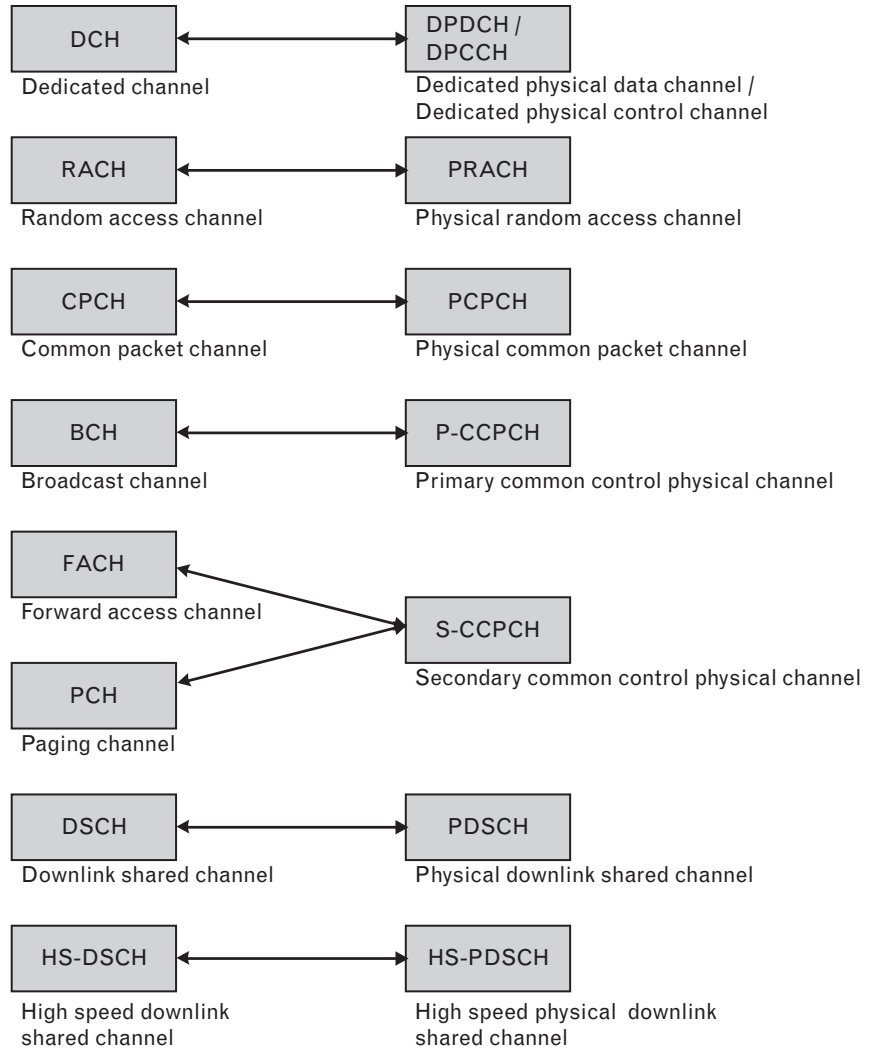 DCH
Dedicated channel
DPDCH /
DPCCH
Dedicated physical data channel /
Dedicated physical control channel
RACH
Random access channel
PRACH
Physical random access channel
CPCH
Common packet channel
PCPCH
Physical common packet channel
BCH
Broadcast channel
P-CCPCH
Primary common control physical channel
FACH
Forward access channel
PCH
Paging channel
S-CCPCH
Secondary common control physical channel
DSCH
Downlink shared channel
PDSCH
Physical downlink shared channel
HS-DSCH
High speed downlink
shared channel
HS-PDSCH
High speed physical downlink
shared channel